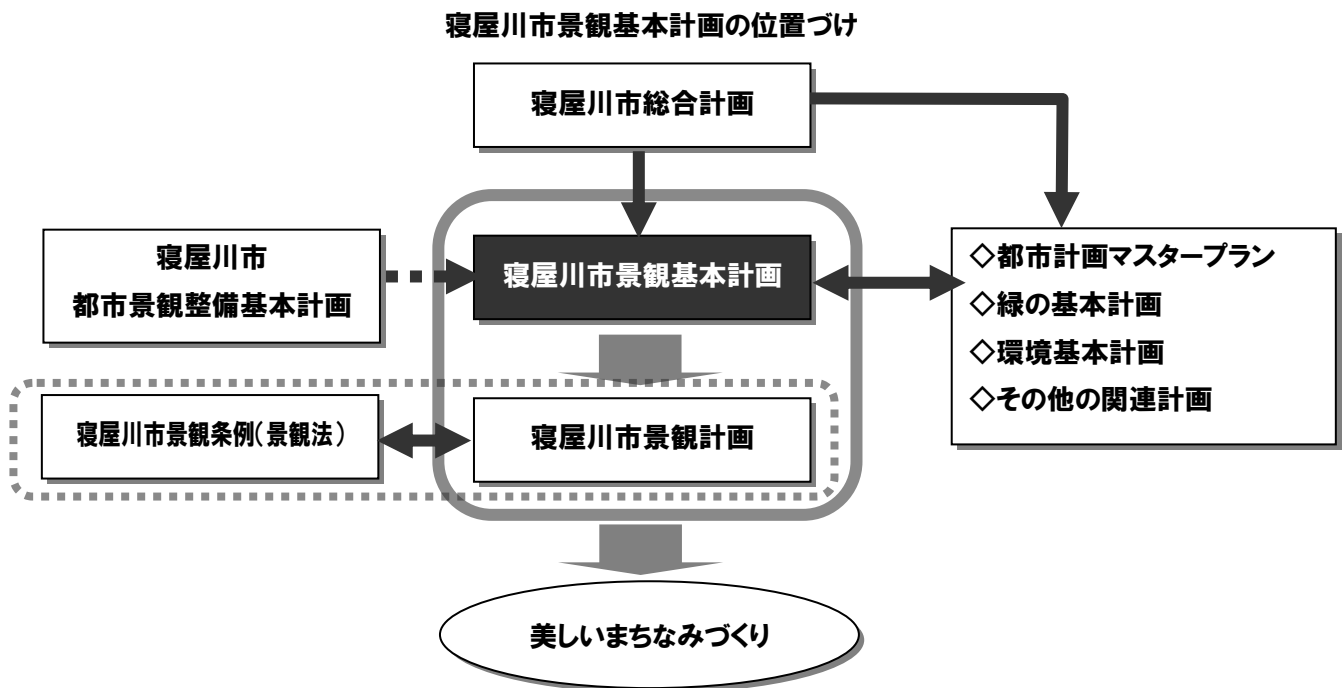 寝屋川市景観基本計画の位置づけ
寝屋川市総合計画
寝屋川市
都市景観整備基本計画
寝屋川市景観基本計画
◇都市計画マスタープラン
◇緑の基本計画
◇環境基本計画
◇その他の関連計画
寝屋川市景観条例(景観法)
寝屋川市景観計画
美しいまちなみづくり